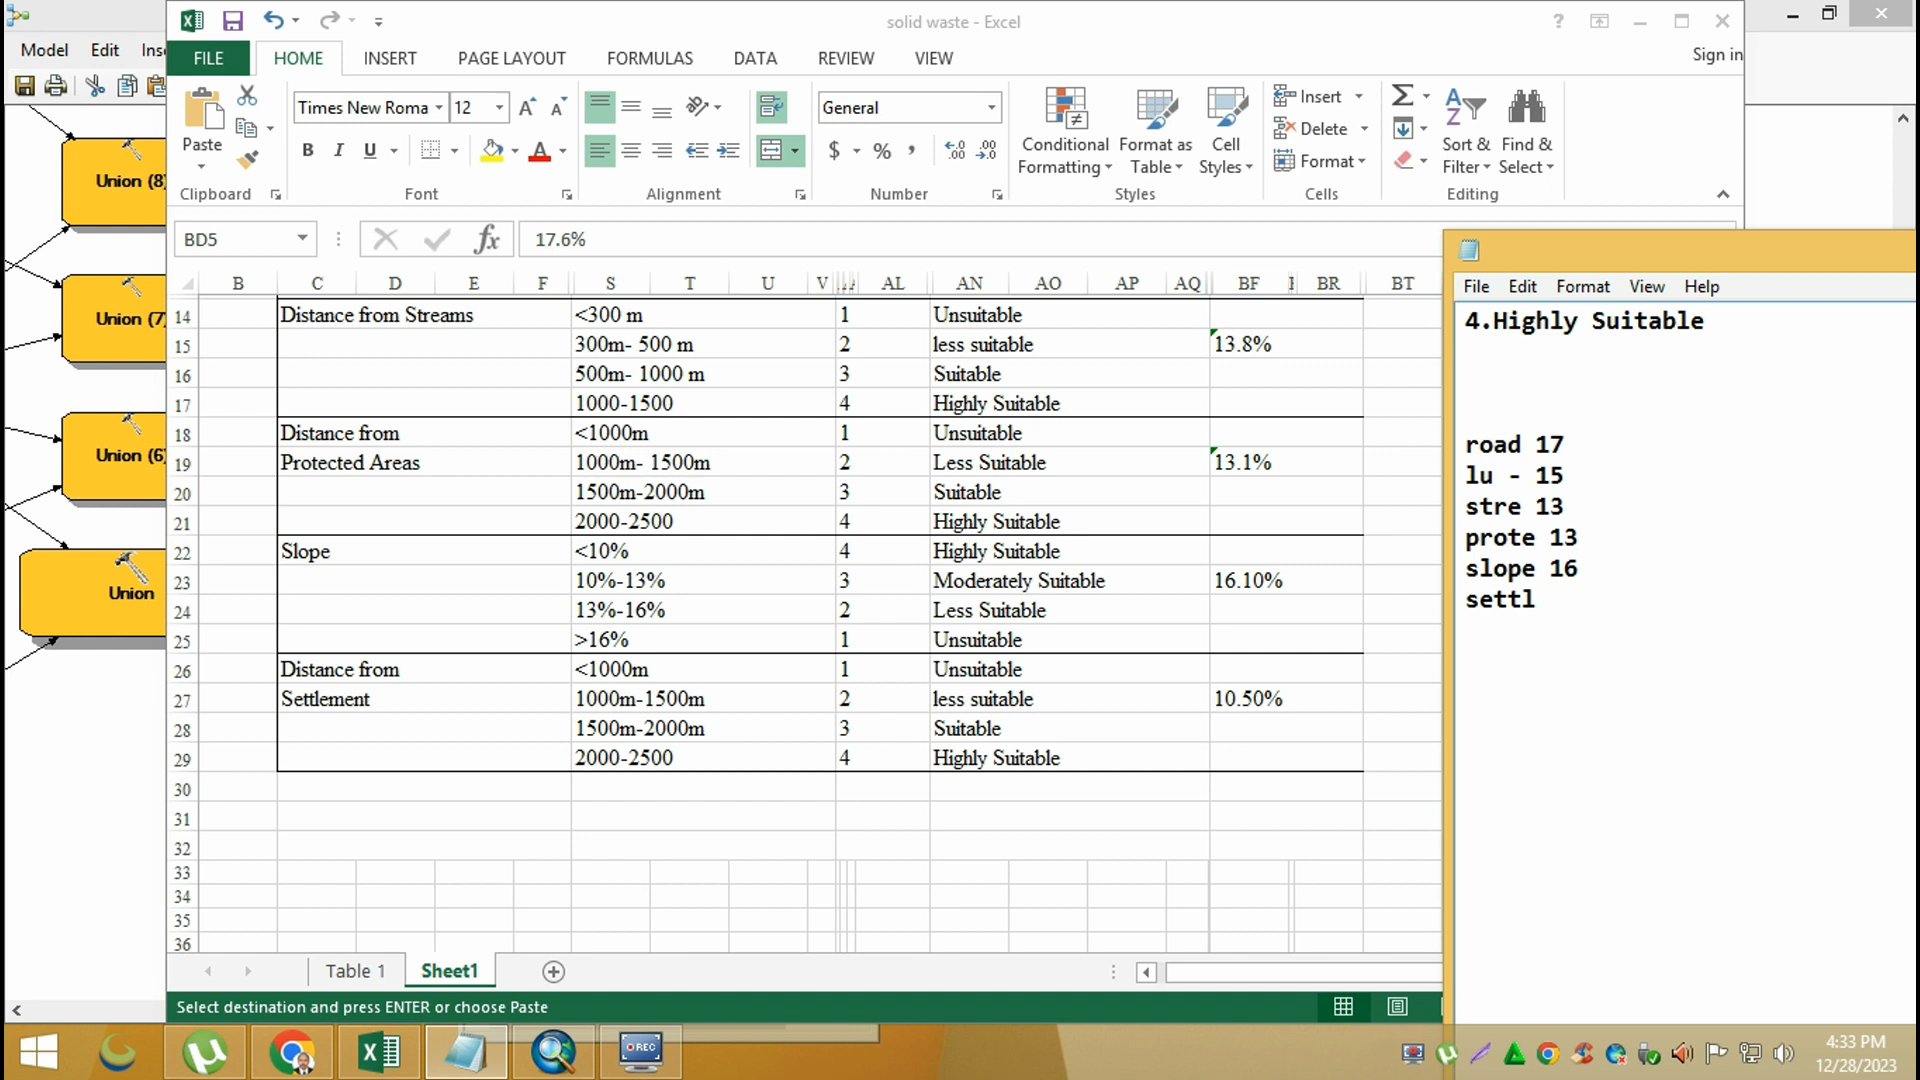 solid waste - Excel
Model Edit Ins
FILE HOME INSERT PAGE LAYOUT FORMULAS DATA REVIEW VIEW Sign in
Paste
Clipboard
Times New Roma 12
B I U
Font
Alignment
General
$ % ,
Number
Conditional Formatting
Format as Table
Cell Styles
Styles
Insert
Delete
Format
Cells
Sort & Filter
Find & Select
Editing
BD5 fx 17.6%
B C D E F S T U V AL AN AO AP AQ BF BR BT
14 Distance from Streams <300 m 1 Unsuitable
15 300m- 500 m 2 less suitable 13.8%
16 500m- 1000 m 3 Suitable
17 1000-1500 4 Highly Suitable
18 Distance from <1000m 1 Unsuitable
19 Protected Areas 1000m- 1500m 2 Less Suitable 13.1%
20 1500m-2000m 3 Suitable
21 2000-2500 4 Highly Suitable
22 Slope <10% 4 Highly Suitable
23 10%-13% 3 Moderately Suitable 16.10%
24 13%-16% 2 Less Suitable
25 >16% 1 Unsuitable
26 Distance from <1000m 1 Unsuitable
27 Settlement 1000m-1500m 2 less suitable 10.50%
28 1500m-2000m 3 Suitable
29 2000-2500 4 Highly Suitable
30
31
32
33
34
35
36
Table 1 Sheet1
Select destination and press ENTER or choose Paste
Union (8)
Union (7)
Union (6)
Union
File Edit Format View Help
4.Highly Suitable
road 17
lu - 15
stre 13
prote 13
slope 16
settl
REC
4:33 PM
12/28/2023